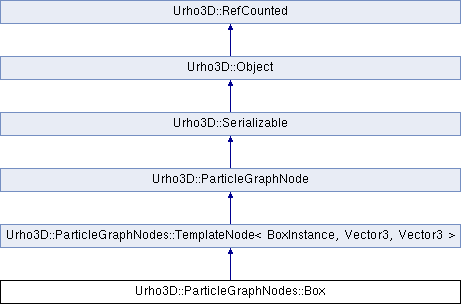 Urho3D::RefCounted
Urho3D::Object
Urho3D::Serializable
Urho3D::ParticleGraphNode
Urho3D::ParticleGraphNodes::TemplateNode< BoxInstance, Vector3, Vector3 >
Urho3D::ParticleGraphNodes::Box